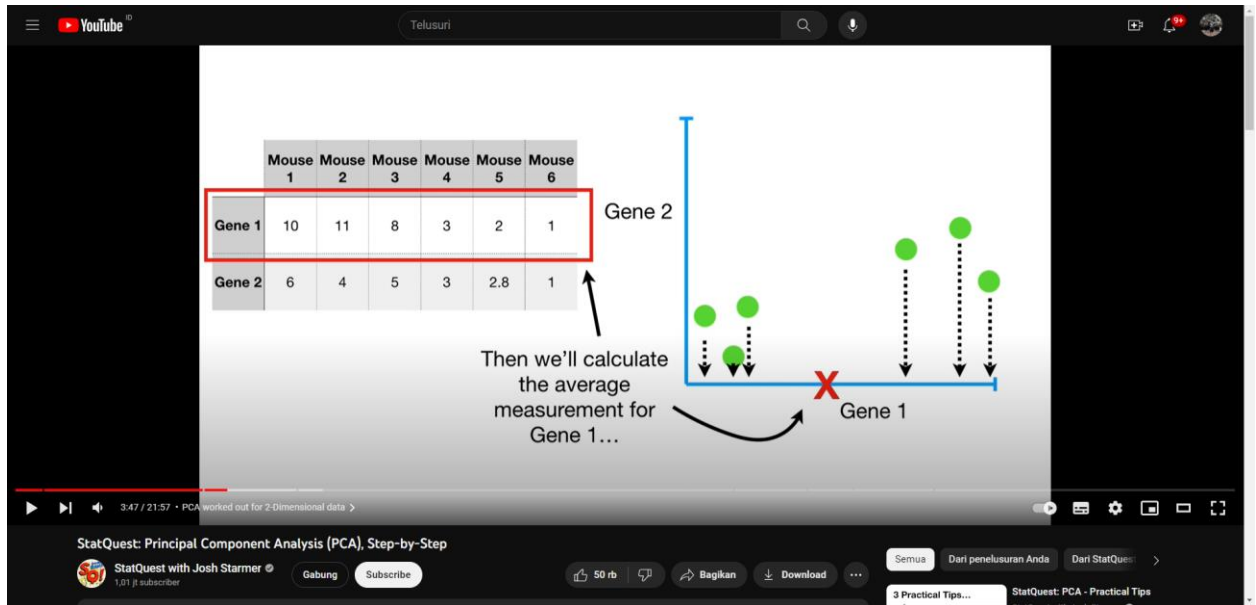 YouTube ID
Telusuri
9+
Mouse Mouse Mouse Mouse Mouse Mouse
1 2 3 4 5 6
Gene 1 10 11 8 3 2 1
Gene 2 6 4 5 3 2.8 1
Gene 2
Then we'll calculate
the average
measurement for
Gene 1...
Gene 1
3:47 / 21:57 • PCA worked out for 2-Dimensional data >
StatQuest: Principal Component Analysis (PCA), Step-by-Step
StatQuest with Josh Starmer
1,01 jt subscriber
Gabung
Subscribe
50 rb
Bagikan
Download
Semua
Dari penelusuran Anda
Dari StatQues
3 Practical Tips...
StatQuest: PCA - Practical Tips